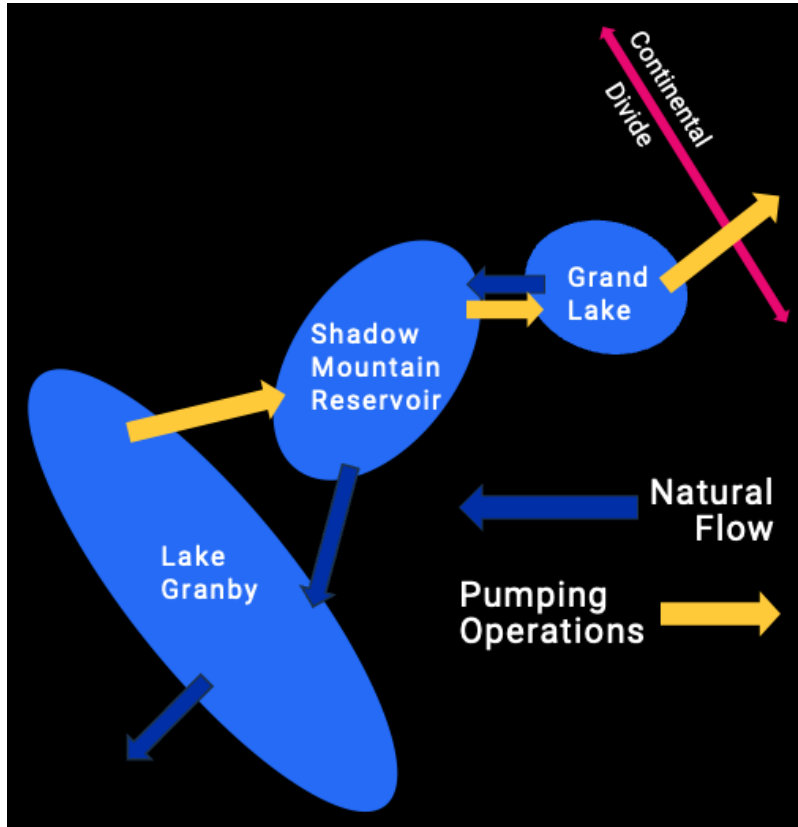 Continental
Divide
Grand
Lake
Shadow
Mountain
Reservoir
Lake
Granby
Natural
Flow
Pumping
Operations